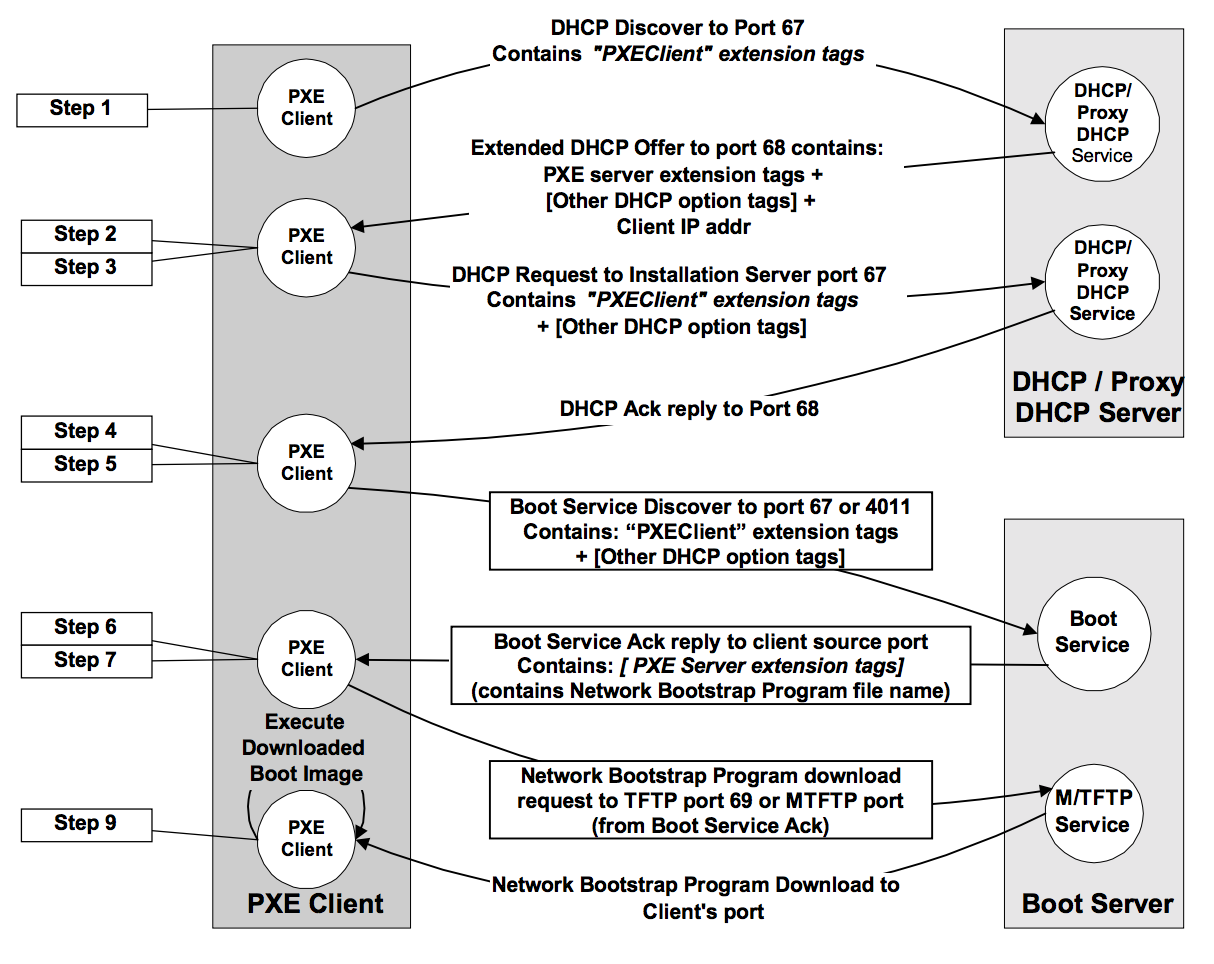 DHCP Discover to Port 67
Contains "PXEClient" extension tags
Step 1
PXE
Client
DHCP/
Proxy
DHCP
Service
Extended DHCP Offer to port 68 contains:
PXE server extension tags +
[Other DHCP option tags] +
Client IP addr
Step 2
Step 3
PXE
Client
DHCP/
Proxy
DHCP
Service
DHCP Request to Installation Server port 67
Contains "PXEClient" extension tags
+ [Other DHCP option tags]
DHCP / Proxy
DHCP Server
DHCP Ack reply to Port 68
Step 4
Step 5
PXE
Client
Boot Service Discover to port 67 or 4011
Contains: “PXEClient” extension tags
+ [Other DHCP option tags]
Boot
Service
Step 6
Step 7
PXE
Client
Boot Service Ack reply to client source port
Contains: [ PXE Server extension tags]
(contains Network Bootstrap Program file name)
Execute
Downloaded
Boot Image
Network Bootstrap Program download
request to TFTP port 69 or MTFTP port
(from Boot Service Ack)
M/TFTP
Service
Step 9
PXE
Client
Network Bootstrap Program Download to
Client's port
PXE Client
Boot Server